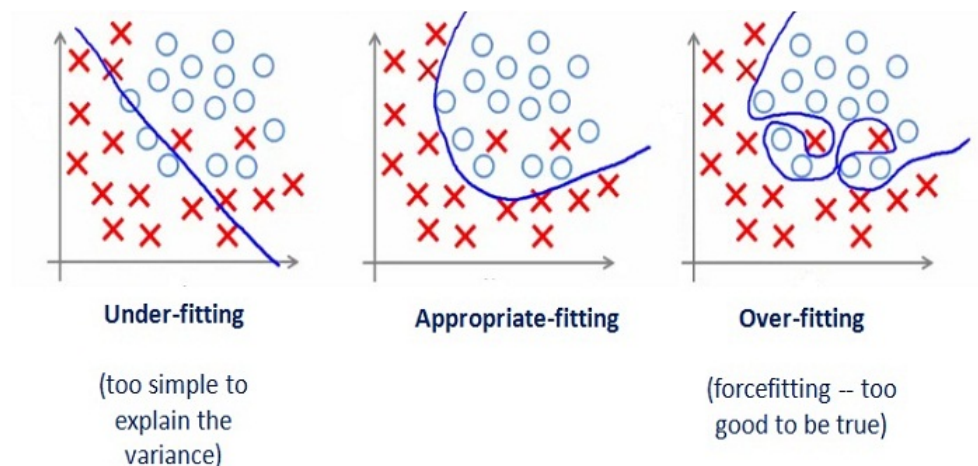 Under-fitting
Appropriate-fitting
Over-fitting
(too simple to
explain the
variance)
(forcefitting -- too
good to be true)